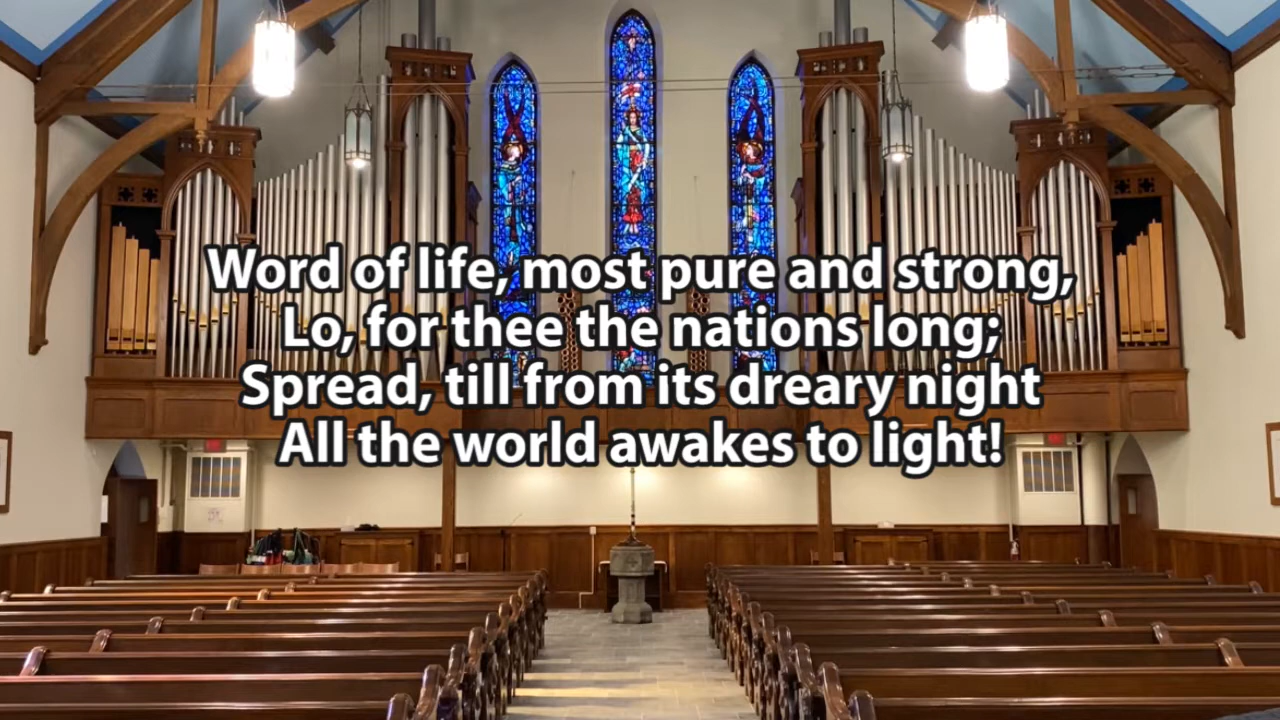 Word of life, most pure and strong,
Lo, for thee the nations long;
Spread, till from its dreary night
All the world awakes to light!